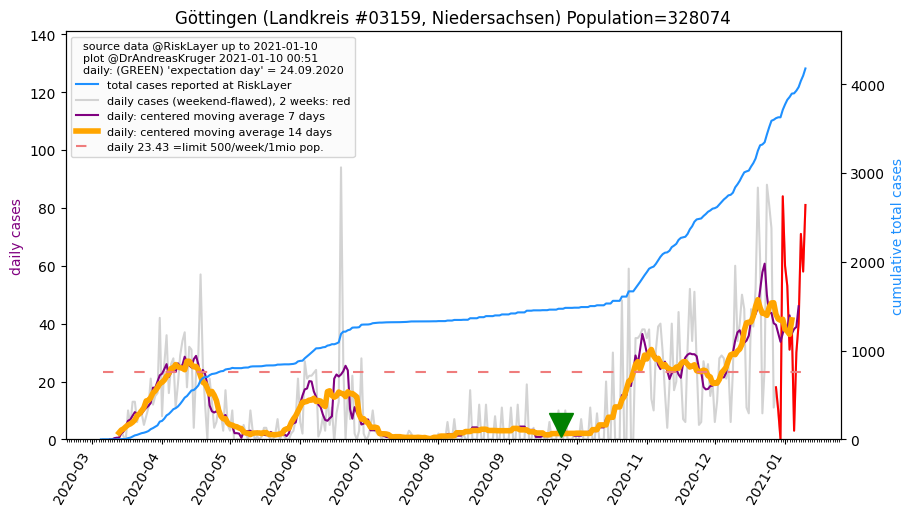 Göttingen (Landkreis #03159, Niedersachsen) Population=328074
source data @RiskLayer up to 2021-01-10
plot @DrAndreasKruger 2021-01-10 00:51
daily: (GREEN) 'expectation day' = 24.09.2020
total cases reported at RiskLayer
daily cases (weekend-flawed), 2 weeks: red
daily: centered moving average 7 days
daily: centered moving average 14 days
daily 23.43 =limit 500/week/1mio pop.
daily cases
140
120
100
80
60
40
20
0
cumulative total cases
4000
3000
2000
1000
0
2020-03
2020-04
2020-05
2020-06
2020-07
2020-08
2020-09
2020-10
2020-11
2020-12
2021-01